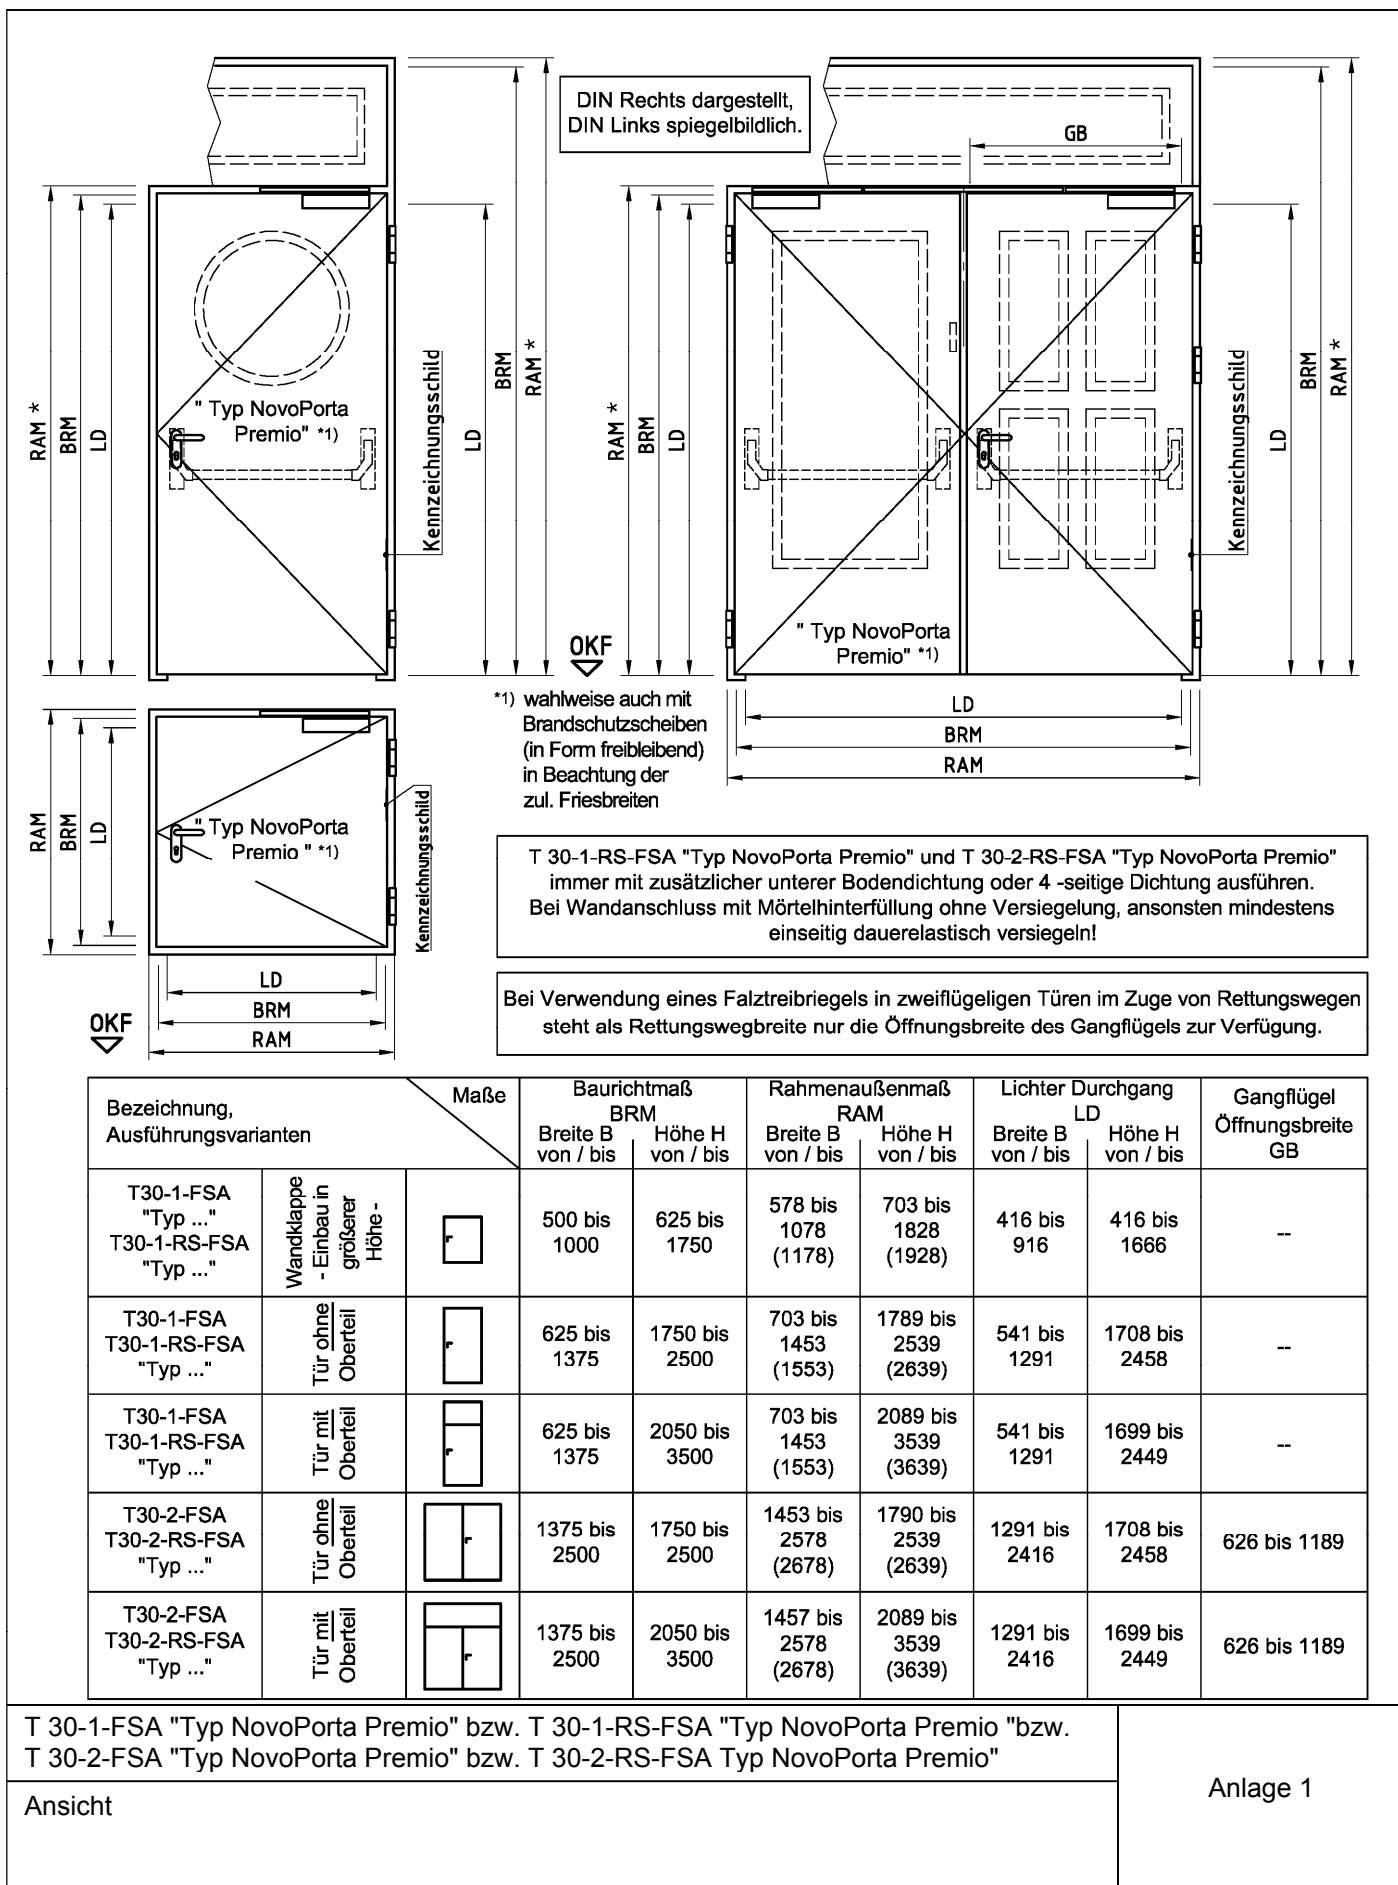 DIN Rechts dargestellt,
DIN Links spiegelbildlich.
GB
RAM *
BRM
LD
" Typ NovoPorta
Premio" *1)
Kennzeichnungsschild
LD
BRM
RAM *
OKF
RAM *
BRM
LD
" Typ NovoPorta
Premio" *1)
Kennzeichnungsschild
LD
BRM
RAM *
LD
BRM
RAM
*1) wahlweise auch mit
Brandschutzscheiben
(in Form freibleibend)
in Beachtung der
zul. Friesbreiten
RAM
BRM
LD
" Typ NovoPorta
Premio " *1)
Kennzeichnungsschild
LD
BRM
RAM
OKF
T 30-1-RS-FSA "Typ NovoPorta Premio" und T 30-2-RS-FSA "Typ NovoPorta Premio"
immer mit zusätzlicher unterer Bodendichtung oder 4 -seitige Dichtung ausführen.
Bei Wandanschluss mit Mörtelhinterfüllung ohne Versiegelung, ansonsten mindestens
einseitig dauerelastisch versiegeln!
Bei Verwendung eines Falztreibriegels in zweiflügeligen Türen im Zuge von Rettungswegen
steht als Rettungswegbreite nur die Öffnungsbreite des Gangflügels zur Verfügung.
Bezeichnung,
Ausführungsvarianten
Maße
Baurichtmaß
BRM
Breite B
von / bis
Höhe H
von / bis
Rahmenaußenmaß
RAM
Breite B
von / bis
Höhe H
von / bis
Lichter Durchgang
LD
Breite B
von / bis
Höhe H
von / bis
Gangflügel
Öffnungsbreite
GB
T30-1-FSA
"Typ ..."
T30-1-RS-FSA
"Typ ..."
Wandklappe
- Einbau in
größerer
Höhe -
500 bis
1000
625 bis
1750
578 bis
1078
(1178)
703 bis
1828
(1928)
416 bis
916
416 bis
1666
--
T30-1-FSA
T30-1-RS-FSA
"Typ ..."
Tür ohne
Oberteil
625 bis
1375
1750 bis
2500
703 bis
1453
(1553)
1789 bis
2539
(2639)
541 bis
1291
1708 bis
2458
--
T30-1-FSA
T30-1-RS-FSA
"Typ ..."
Tür mit
Oberteil
625 bis
1375
2050 bis
3500
703 bis
1453
(1553)
2089 bis
3539
(3639)
541 bis
1291
1699 bis
2449
--
T30-2-FSA
T30-2-RS-FSA
"Typ ..."
Tür ohne
Oberteil
1375 bis
2500
1750 bis
2500
1453 bis
2578
(2678)
1790 bis
2539
(2639)
1291 bis
2416
1708 bis
2458
626 bis 1189
T30-2-FSA
T30-2-RS-FSA
"Typ ..."
Tür mit
Oberteil
1375 bis
2500
2050 bis
3500
1457 bis
2578
(2678)
2089 bis
3539
(3639)
1291 bis
2416
1699 bis
2449
626 bis 1189
T 30-1-FSA "Typ NovoPorta Premio" bzw. T 30-1-RS-FSA "Typ NovoPorta Premio "bzw.
T 30-2-FSA "Typ NovoPorta Premio" bzw. T 30-2-RS-FSA Typ NovoPorta Premio"
Ansicht
Anlage 1